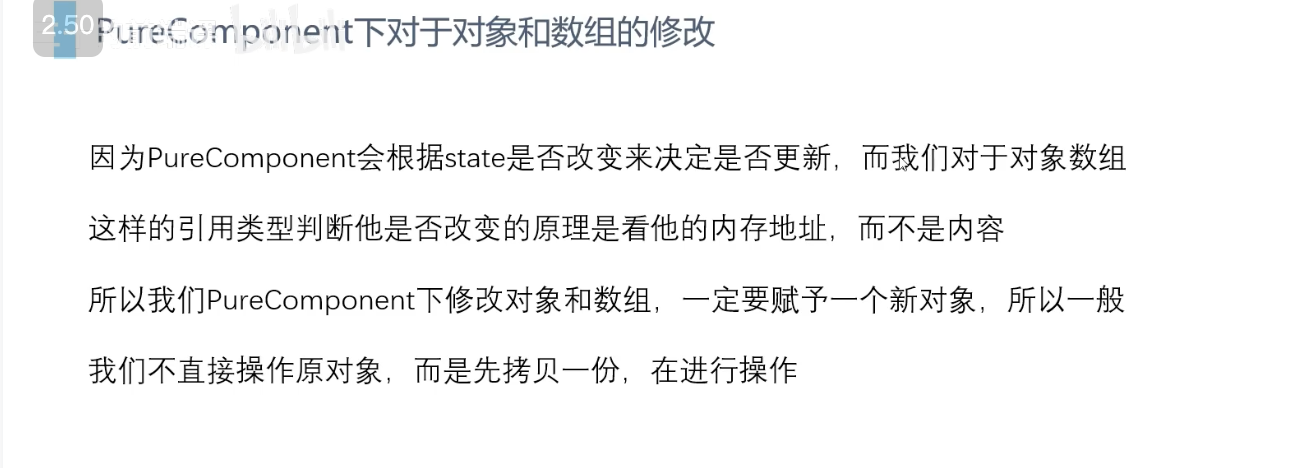 2.50
PureComponent下对于对象和数组的修改
因为PureComponent会根据state是否改变来决定是否更新，而我们对于对象数组
这样的引用类型判断他是否改变的原理是看他的内存地址，而不是内容
所以我们PureComponent下修改对象和数组，一定要赋予一个新对象，所以一般
我们不直接操作原对象，而是先拷贝一份，在进行操作